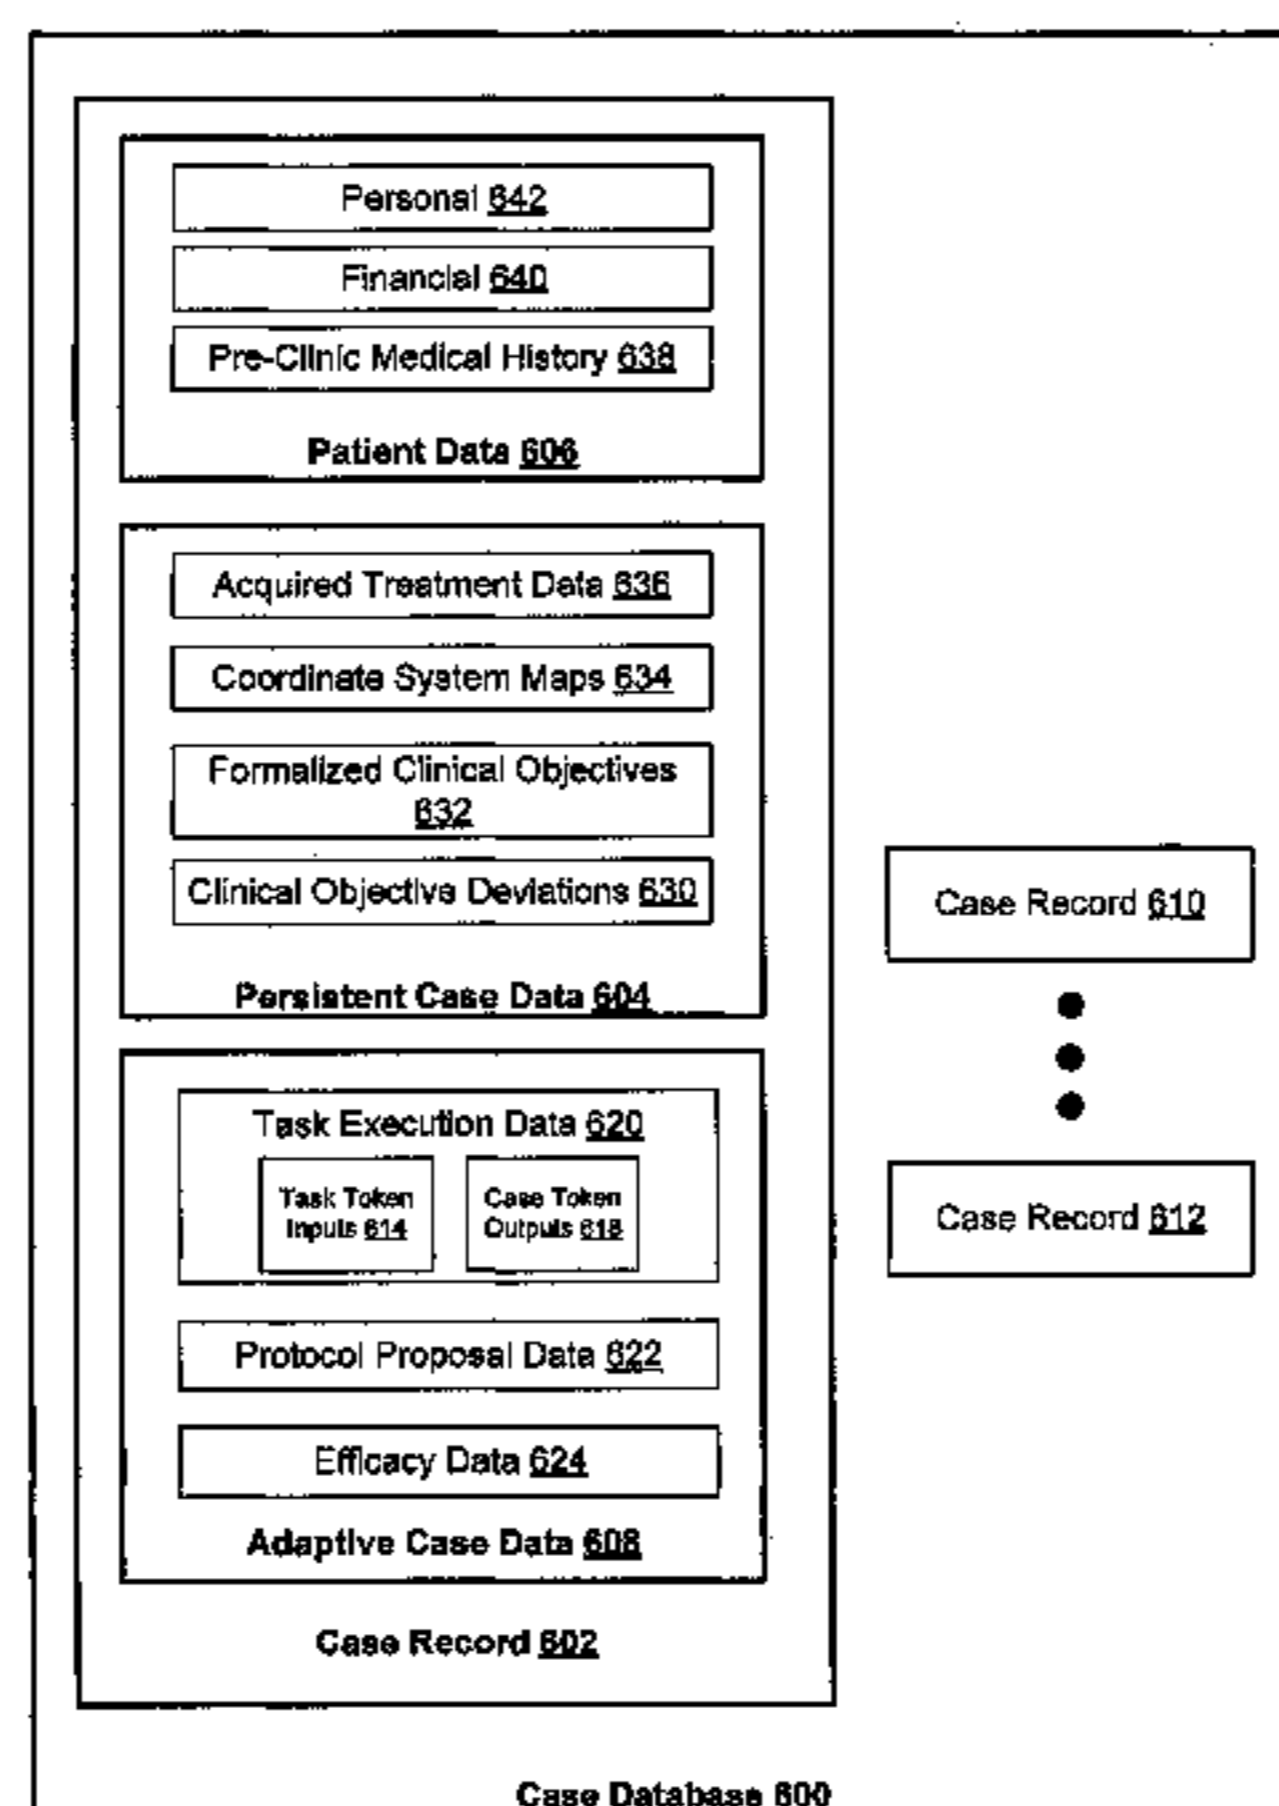 Personal 642
Financial 640
Pre-Clinic Medical History 638
Patient Data 606
Acquired Treatment Data 636
Coordinate System Maps 634
Formalized Clinical Objectives
632
Clinical Objective Deviations 630
Persistent Case Data 604
Task Execution Data 620
Task Token
Inputs 614
Case Token
Outputs 618
Protocol Proposal Data 622
Efficacy Data 624
Adaptive Case Data 608
Case Record 602
Case Record 610
Case Record 612
Case Database 600